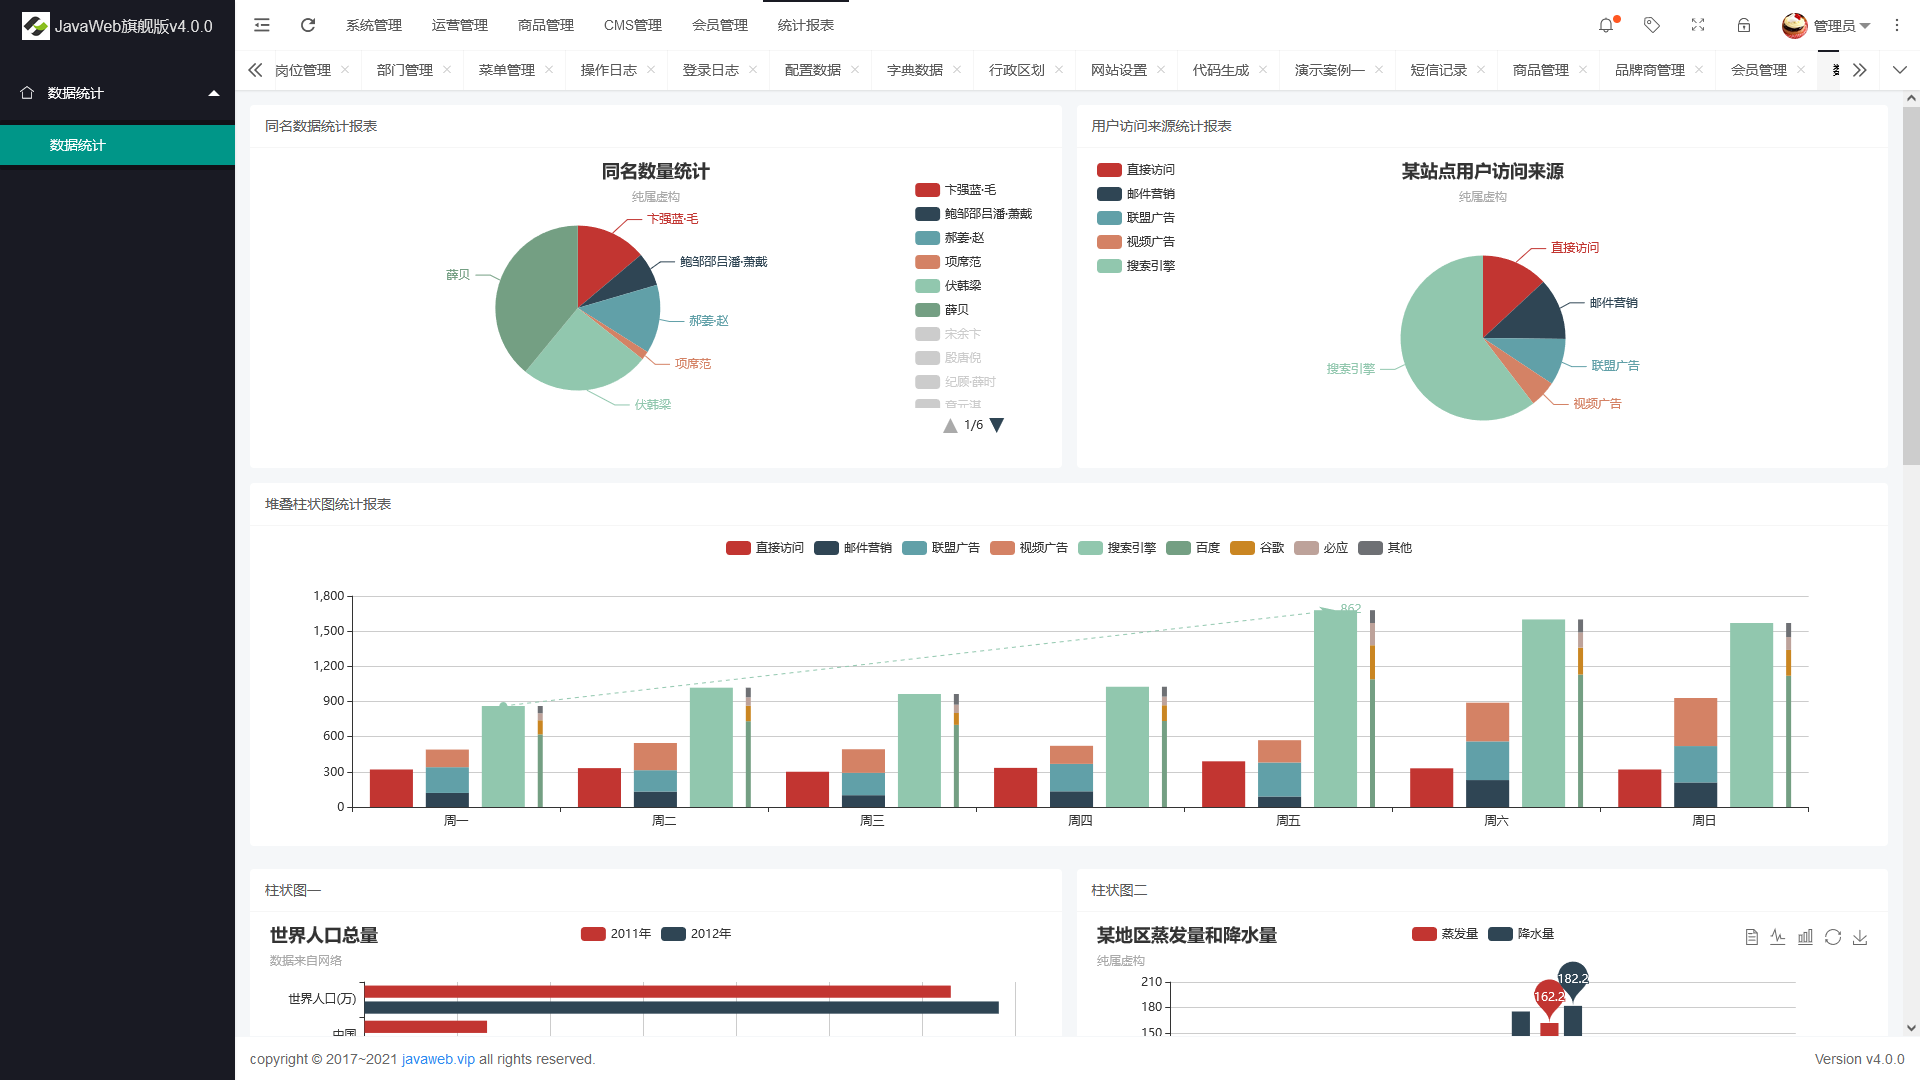 JavaWeb旗舰版v4.0.0
系统管理 运营管理 商品管理 CMS管理 会员管理 统计报表
管理员
岗位管理 部门管理 菜单管理 操作日志 登录日志 配置数据 字典数据 行政区划 网站设置 代码生成 演示案例一 短信记录 商品管理 品牌商管理 会员管理
数据统计
数据统计
同名数据统计报表
同名数量统计
纯属虚构
卞强蓝·毛
鲍邹邵吕潘·萧戴
郝姜·赵
项席范
伏韩梁
薛贝
卞强蓝·毛
鲍邹邵吕潘·萧戴
郝姜·赵
项席范
伏韩梁
薛贝
宋余卞
殷唐倪
纪顾·薛时
1/6
用户访问来源统计报表
某站点用户访问来源
纯属虚构
直接访问
邮件营销
联盟广告
视频广告
搜索引擎
直接访问
邮件营销
联盟广告
视频广告
搜索引擎
堆叠柱状图统计报表
直接访问 邮件营销 联盟广告 视频广告 搜索引擎 百度 谷歌 必应 其他
1,800
1,500
1,200
900
600
300
0
862
周一 周二 周三 周四 周五 周六 周日
柱状图一
世界人口总量
数据来自网络
2011年 2012年
世界人口(万)
中国
柱状图二
某地区蒸发量和降水量
纯属虚构
蒸发量 降水量
210
180
150
182.2
162.2
copyright © 2017~2021 javaweb.vip all rights reserved.
Version v4.0.0